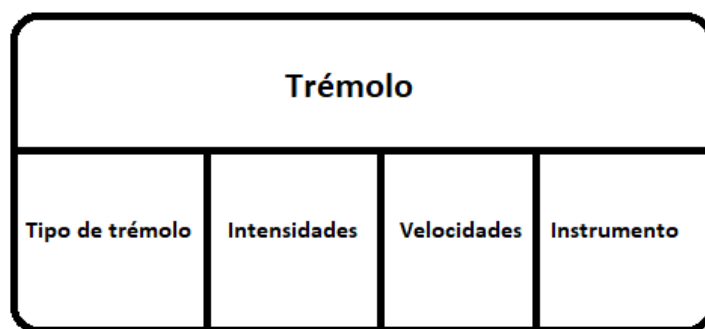 Trémolo
Tipo de trémolo
Intensidades
Velocidades
Instrumento